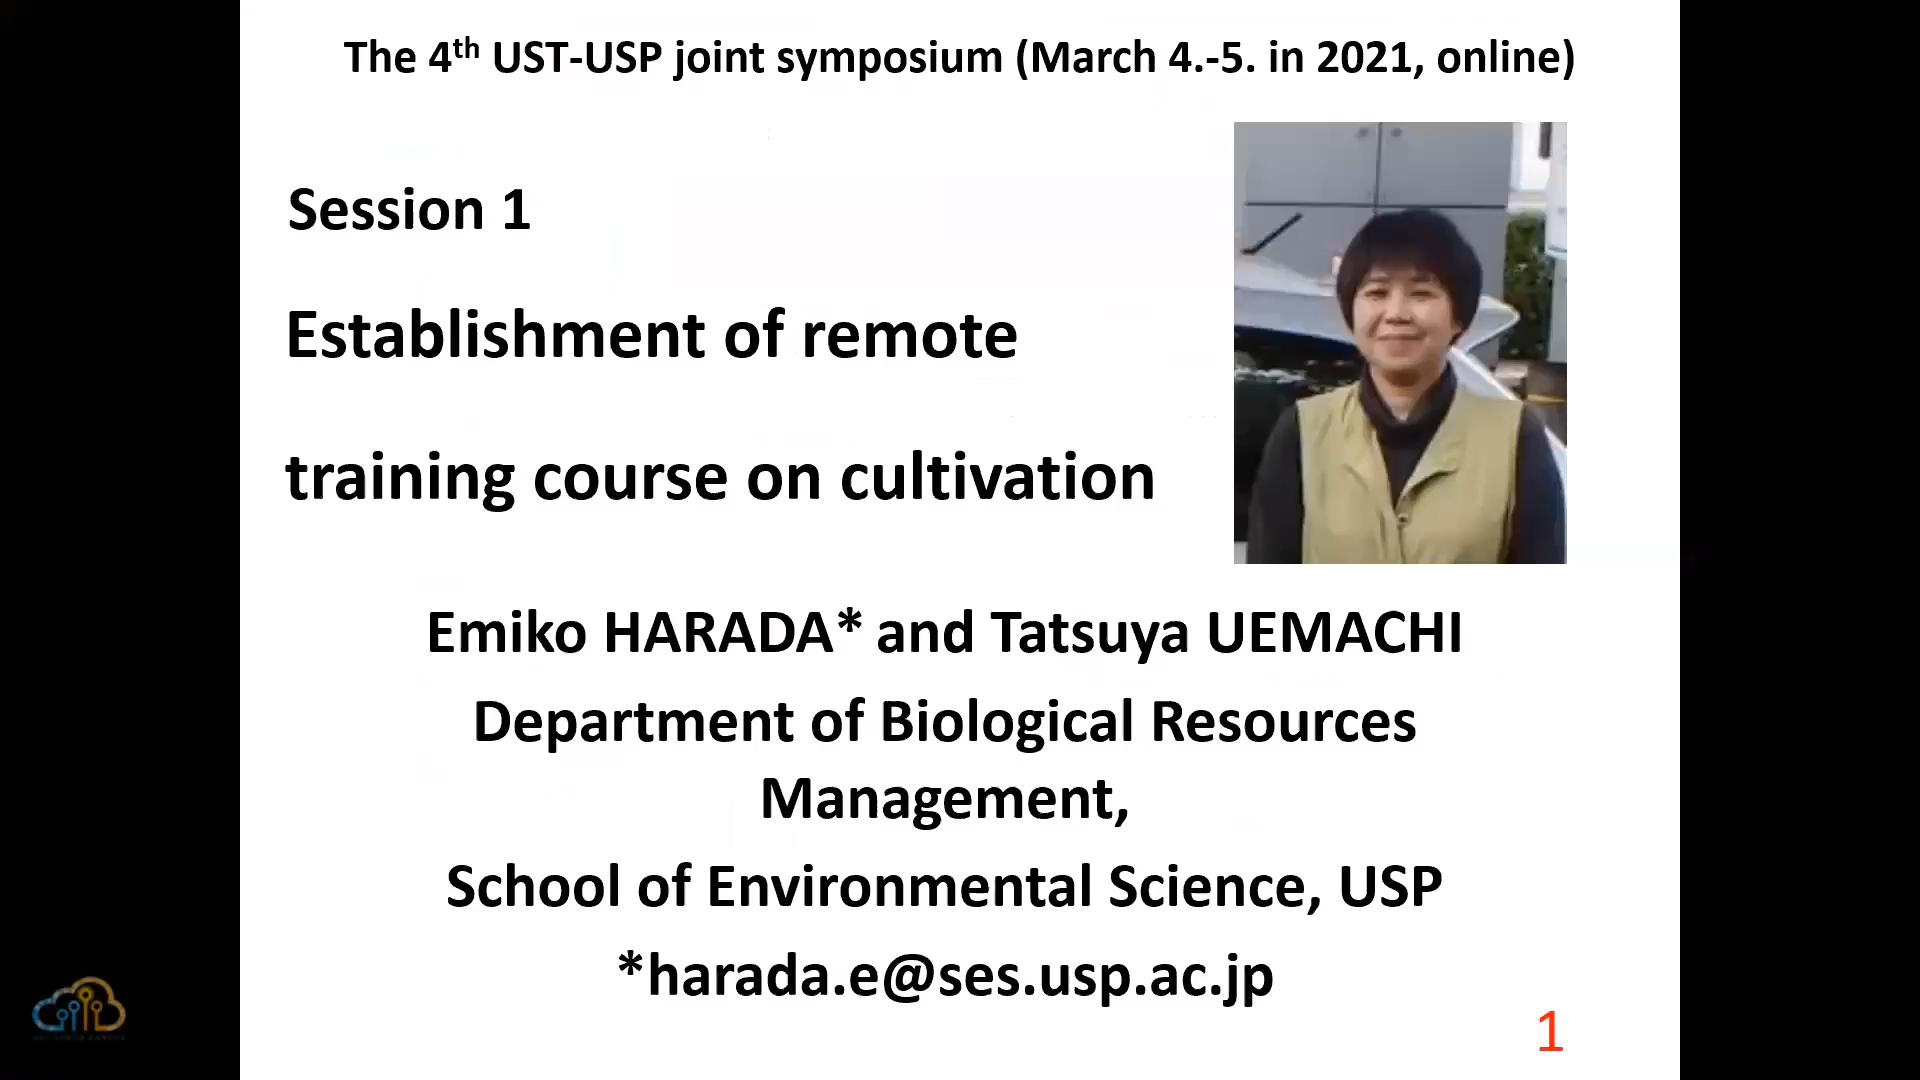 The 4th UST-USP joint symposium (March 4.-5. in 2021, online)
Session 1
Establishment of remote
training course on cultivation
Emiko HARADA* and Tatsuya UEMACHI
Department of Biological Resources
Management,
School of Environmental Science, USP
*harada.e@ses.usp.ac.jp
1